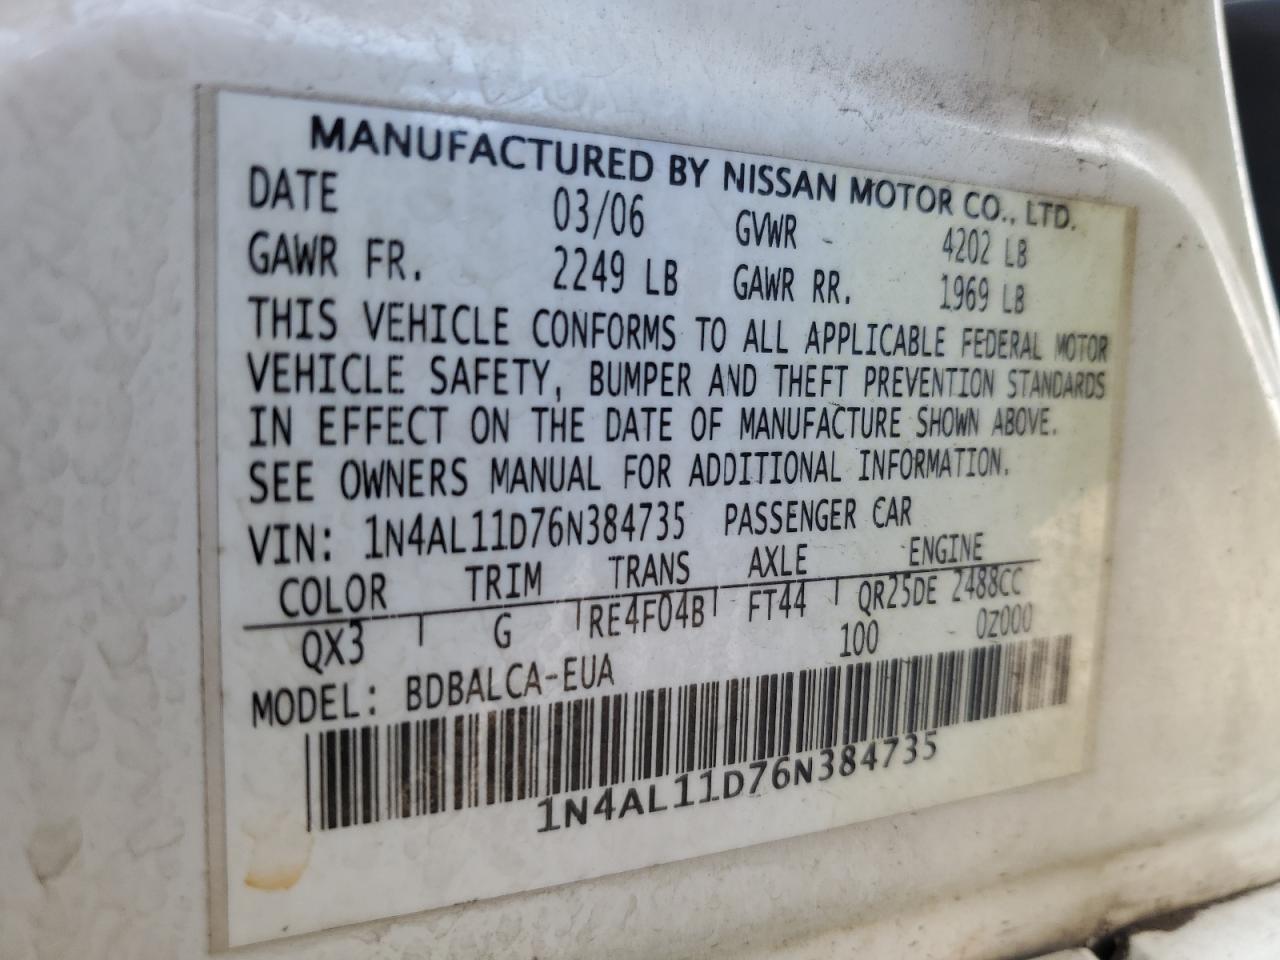 MANUFACTURED BY NISSAN MOTOR CO., LTD.
DATE 03/06 GVWR 4202 LB
GAWR FR. 2249 LB GAWR RR. 1969 LB
THIS VEHICLE CONFORMS TO ALL APPLICABLE FEDERAL MOTOR
VEHICLE SAFETY, BUMPER AND THEFT PREVENTION STANDARDS
IN EFFECT ON THE DATE OF MANUFACTURE SHOWN ABOVE.
SEE OWNERS MANUAL FOR ADDITIONAL INFORMATION.
VIN: 1N4AL11D76N384735 PASSENGER CAR
COLOR TRIM TRANS AXLE ENGINE
QX3 G RE4F04B FT44 QR25DE 2488CC
MODEL: BDBALCA-EUA 100 0Z000
1N4AL11D76N384735